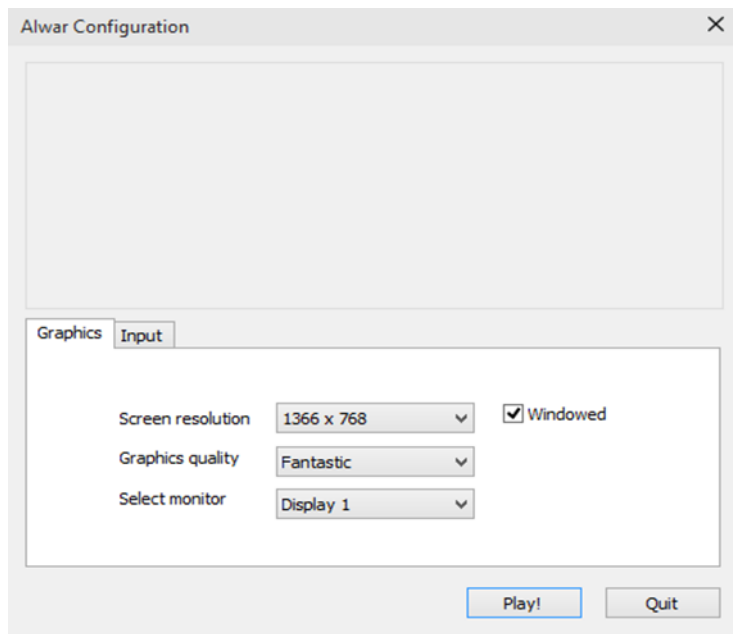 Alwar Configuration
Graphics
Input
Screen resolution
1366 x 768
Windowed
Graphics quality
Fantastic
Select monitor
Display 1
Play!
Quit